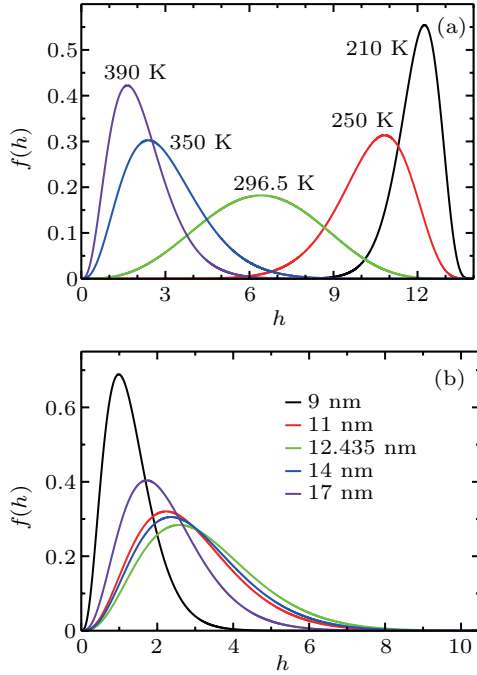 (a)
210 K
0.5
390 K
0.4
250 K
0.3
350 K
f(h)
296.5 K
0.2
0.1
0
0 3 6 9 12
h
(b)
0.6
9 nm
11 nm
12.435 nm
0.4
14 nm
f(h)
17 nm
0.2
0
0 2 4 6 8 10
h